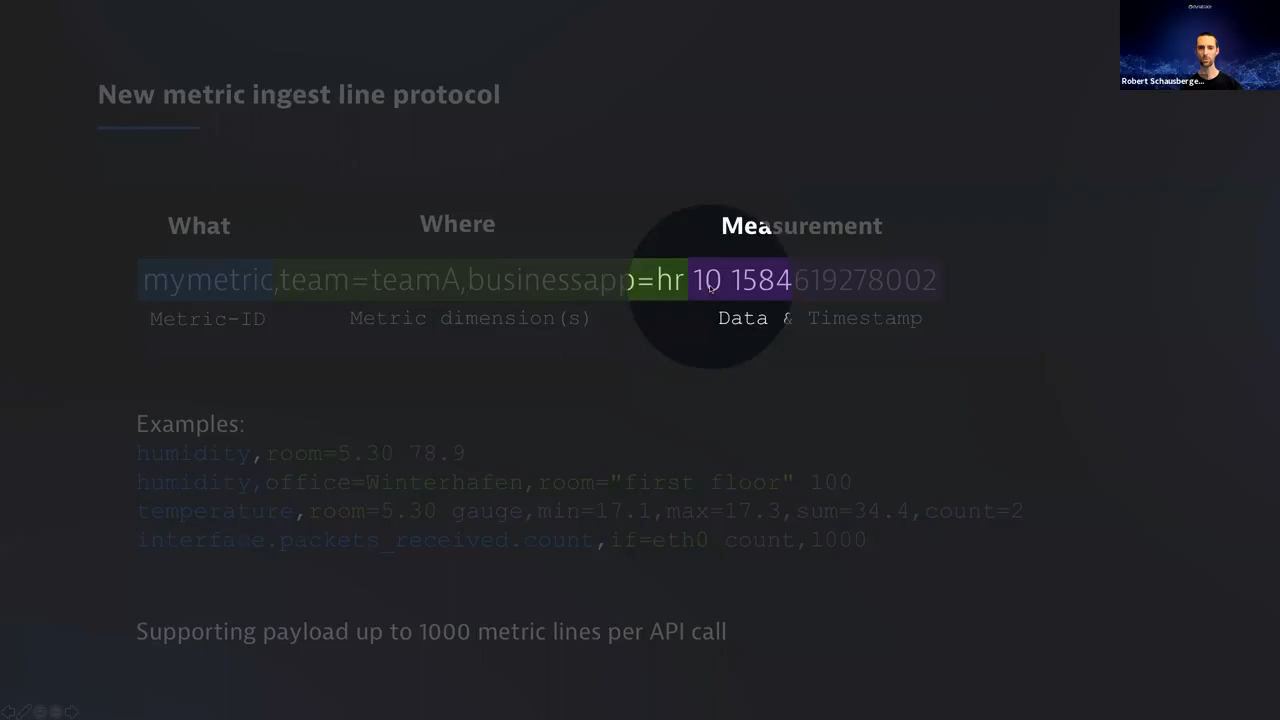 dynatrace
Robert Schausberge...
New metric ingest line protocol
What Where Measurement
mymetric,team=teamA,businessapp=hr 10 1584619278002
Metric-ID Metric dimension(s) Data & Timestamp
Examples:
humidity,room=5.30 78.9
humidity,office=Winterhafen,room="first floor" 100
temperature,room=5.30 gauge,min=17.1,max=17.3,sum=34.4,count=2
interface.packets_received.count,if=eth0 count,1000
Supporting payload up to 1000 metric lines per API call